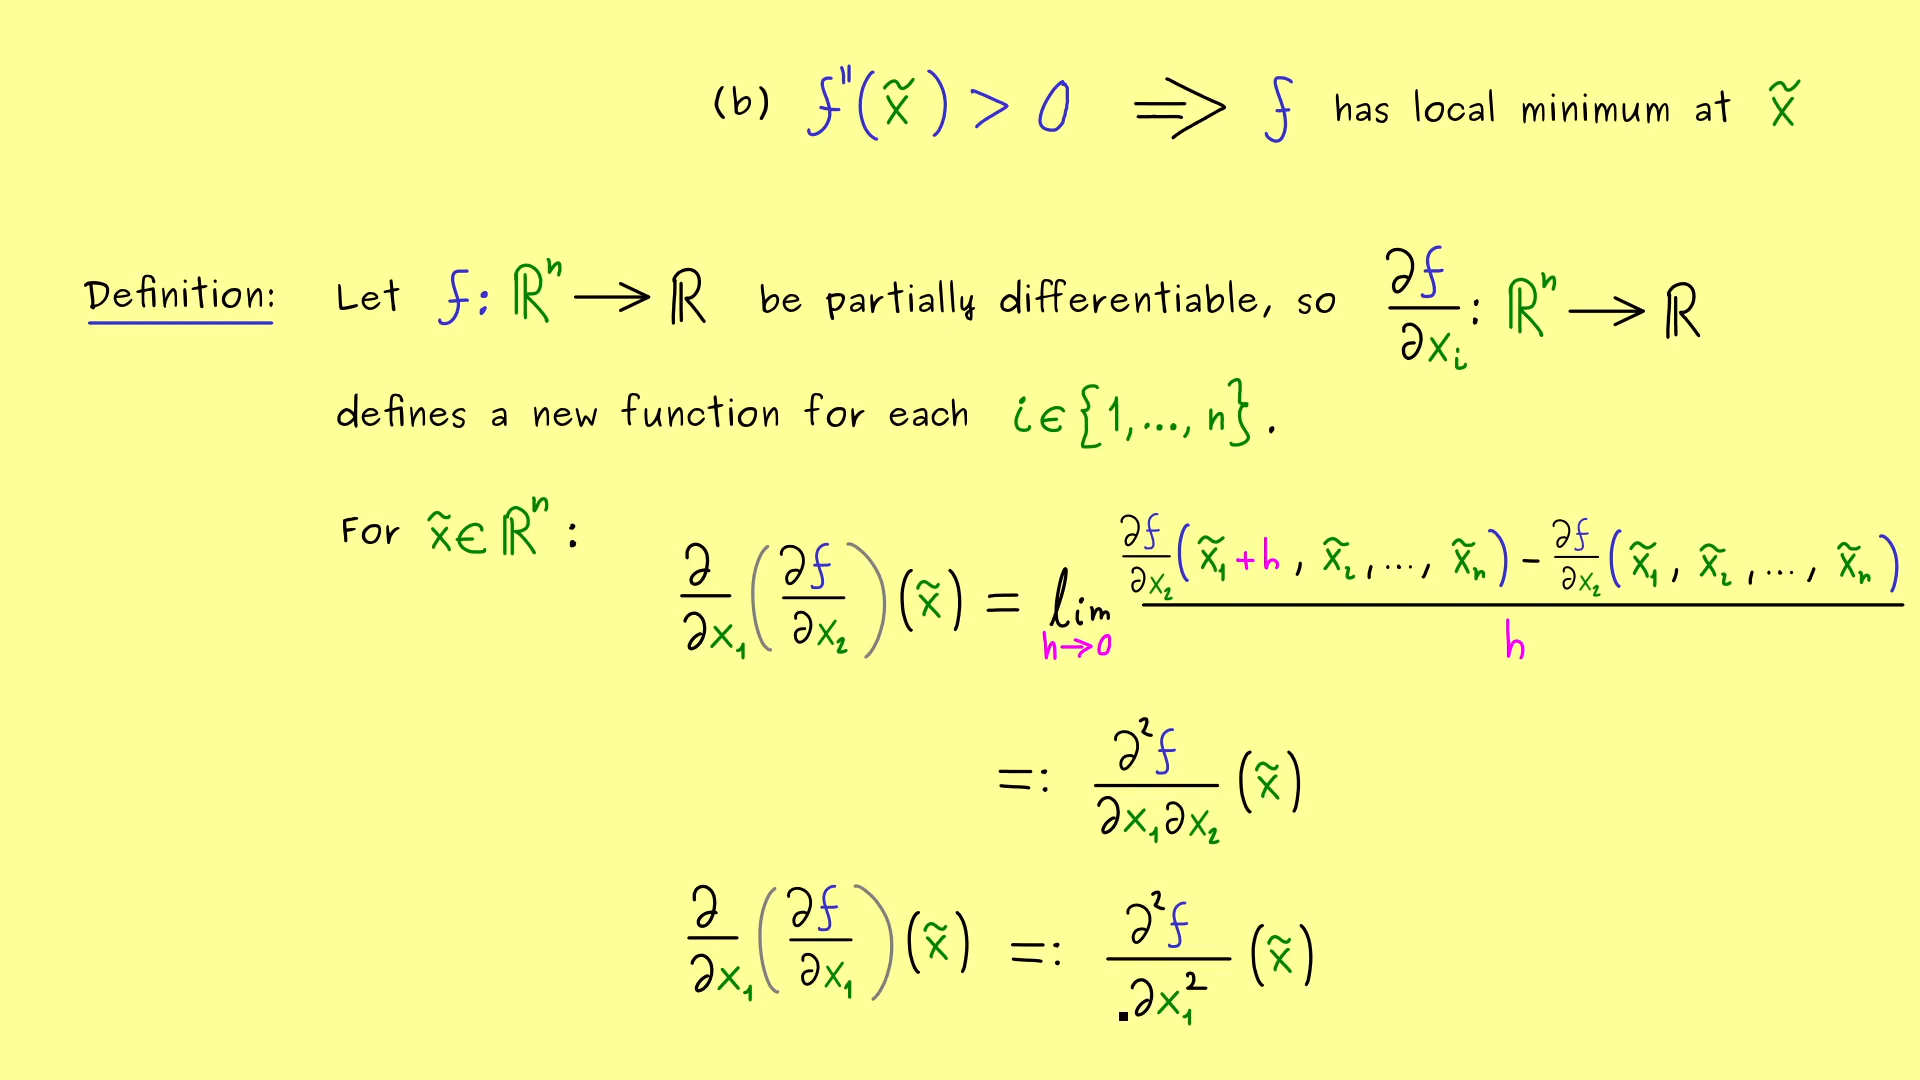 (b) f''(x̃) > 0 ⟹ f has local minimum at x̃
Definition: Let f: ℝⁿ ⟶ ℝ be partially differentiable, so ∂f/∂xᵢ : ℝⁿ ⟶ ℝ
defines a new function for each i ∈ {1,..., n}.
For x̃ ∈ ℝⁿ :
∂/∂x₁ (∂f/∂x₂) (x̃) = lim h→0 (∂f/∂x₂ (x̃₁ + h, x̃₂, ..., x̃ₙ) − ∂f/∂x₂ (x̃₁, x̃₂, ..., x̃ₙ)) / h
=: ∂²f/∂x₁∂x₂ (x̃)
∂/∂x₁ (∂f/∂x₁) (x̃) =: ∂²f/∂x₁² (x̃)